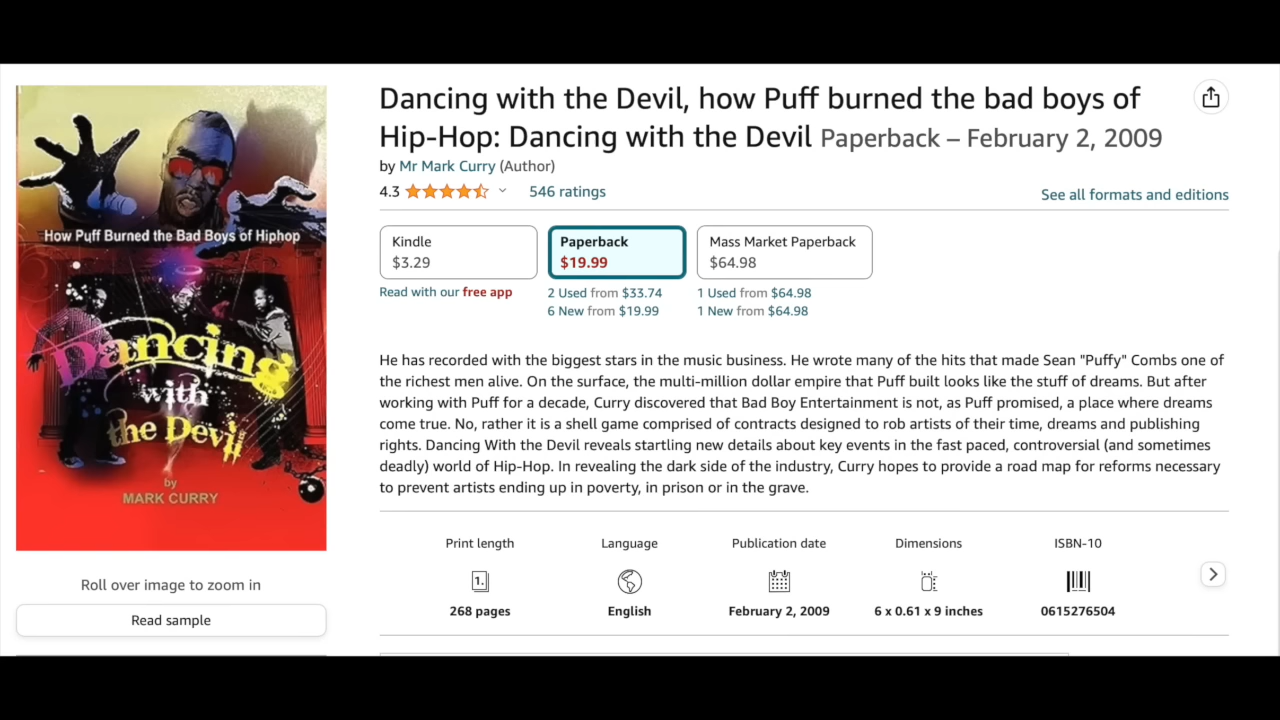 Dancing with the Devil, how Puff burned the bad boys of
Hip-Hop: Dancing with the Devil Paperback – February 2, 2009
by Mr Mark Curry (Author)
4.3 546 ratings
See all formats and editions
Kindle
$3.29
Read with our free app
Paperback
$19.99
2 Used from $33.74
6 New from $19.99
Mass Market Paperback
$64.98
1 Used from $64.98
1 New from $64.98
He has recorded with the biggest stars in the music business. He wrote many of the hits that made Sean "Puffy" Combs one of
the richest men alive. On the surface, the multi-million dollar empire that Puff built looks like the stuff of dreams. But after
working with Puff for a decade, Curry discovered that Bad Boy Entertainment is not, as Puff promised, a place where dreams
come true. No, rather it is a shell game comprised of contracts designed to rob artists of their time, dreams and publishing
rights. Dancing With the Devil reveals startling new details about key events in the fast paced, controversial (and sometimes
deadly) world of Hip-Hop. In revealing the dark side of the industry, Curry hopes to provide a road map for reforms necessary
to prevent artists ending up in poverty, in prison or in the grave.
Print length
1.
268 pages
Language
English
Publication date
February 2, 2009
Dimensions
6 x 0.61 x 9 inches
ISBN-10
0615276504
How Puff Burned the Bad Boys of Hiphop
Dancing
with
the Devil
by
MARK CURRY
Roll over image to zoom in
Read sample